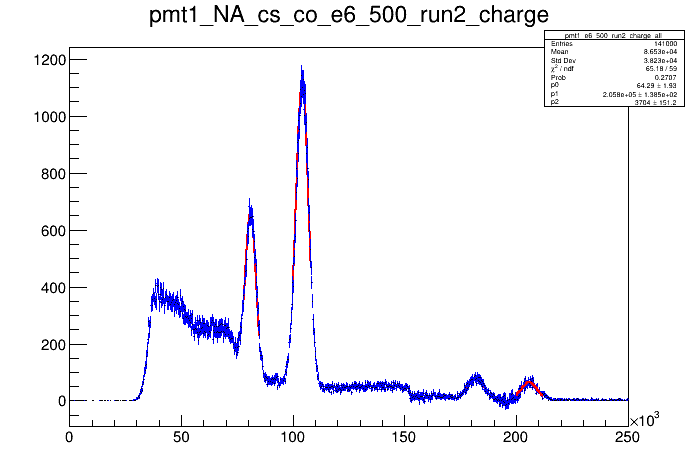 pmt1_NA_cs_co_e6_500_run2_charge
pmt1_e6_500_run2_charge_all
Entries 141000
Mean 8.653e+04
Std Dev 3.823e+04
χ² / ndf 65.18 / 59
Prob 0.2707
p0 64.29 ± 1.93
p1 2.058e+05 ± 1.385e+02
p2 3704 ± 151.2
1200
1000
800
600
400
200
0
0 50 100 150 200 250
×10³